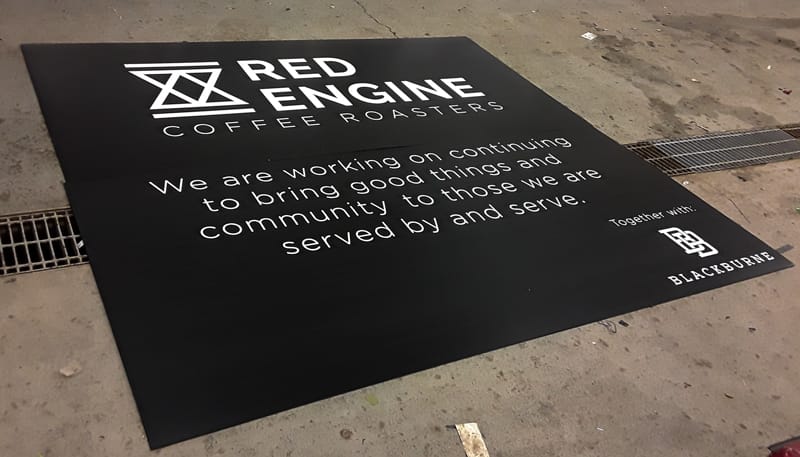 RED
ENGINE
COFFEE ROASTERS
We are working on continuing
to bring good things and
community to those we are
served by and serve.
Together with:
BLACKBURNE